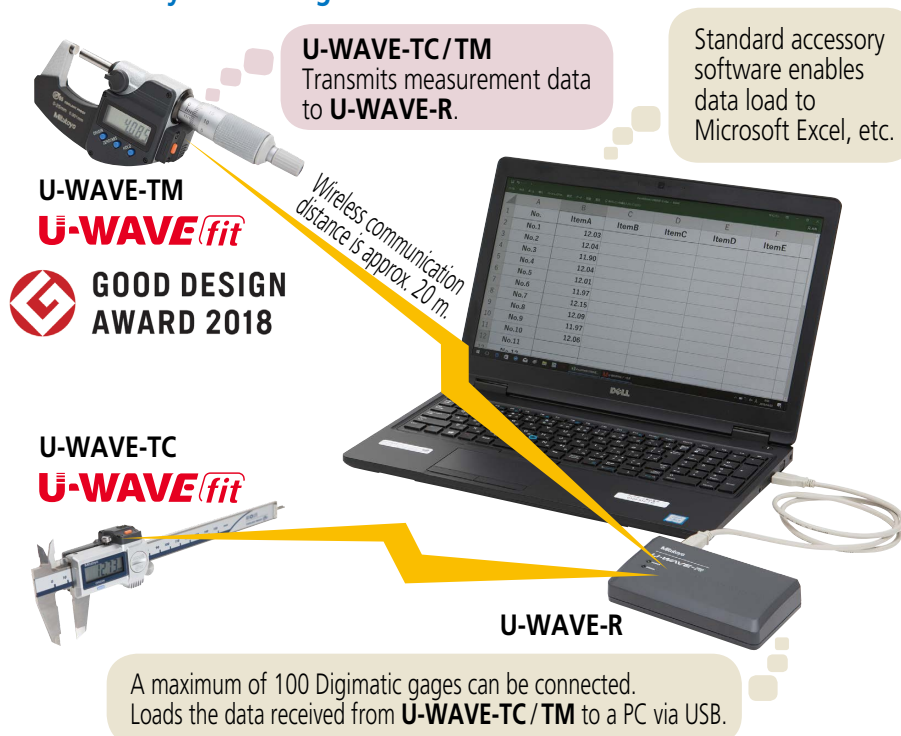 U-WAVE-TC/TM
Transmits measurement data
to U-WAVE-R.
Standard accessory
software enables
data load to
Microsoft Excel, etc.
Mitutoyo
U-WAVE-TM
U-WAVE fit
GOOD DESIGN
AWARD 2018
Wireless communication
distance is approx. 20 m.
A B C D E F
No. ItemA ItemB ItemC ItemD ItemE
No.1 12.03
No.2 12.04
No.3 11.90
No.4 12.04
No.5 12.01
No.6 11.97
No.7 12.15
No.8 12.09
No.9 11.97
No.10 12.06
No.11
DELL
U-WAVE-TC
U-WAVE fit
Mitutoyo
U-WAVE-R
U-WAVE-R
A maximum of 100 Digimatic gages can be connected.
Loads the data received from U-WAVE-TC/TM to a PC via USB.